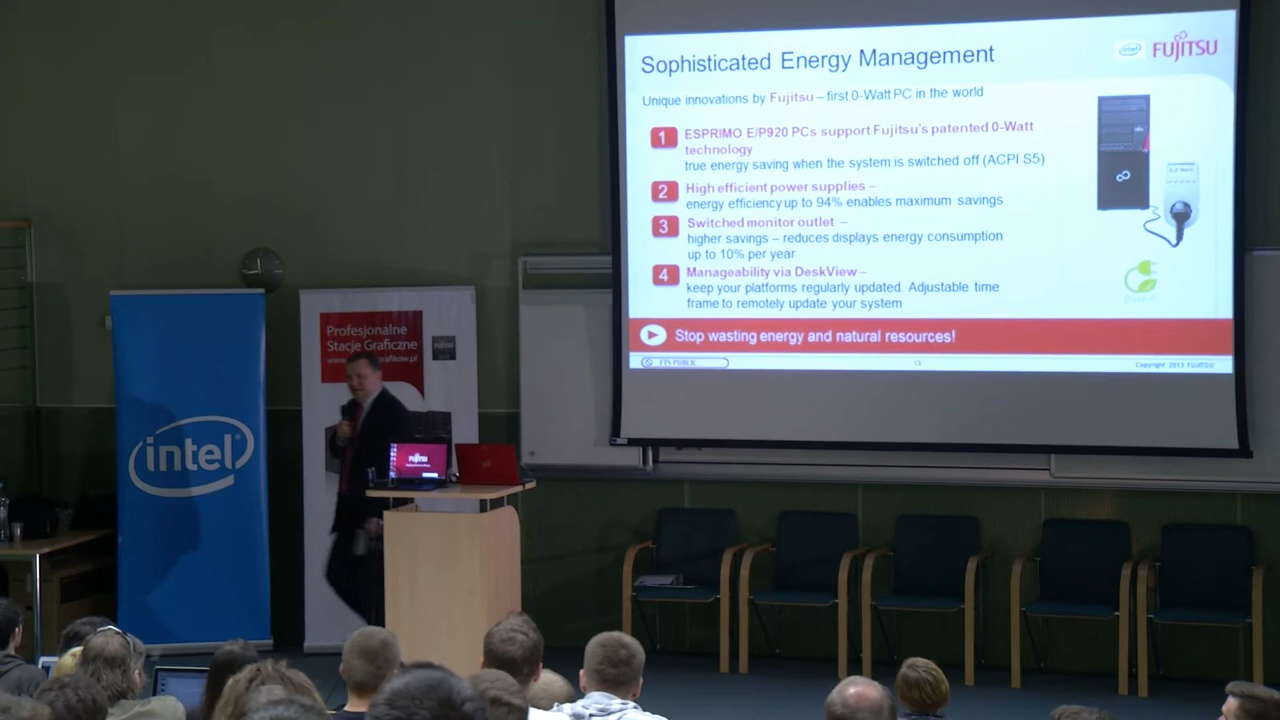 Sophisticated Energy Management
intel
FUJITSU
Unique innovations by Fujitsu – first 0-Watt PC in the world
1
ESPRIMO E/P920 PCs support Fujitsu's patented 0-Watt
technology
true energy saving when the system is switched off (ACPI S5)
2
High efficient power supplies –
energy efficiency up to 94% enables maximum savings
3
Switched monitor outlet –
higher savings – reduces displays energy consumption
up to 10% per year
4
Manageability via DeskView –
keep your platforms regularly updated. Adjustable time
frame to remotely update your system
Stop wasting energy and natural resources!
FTS PUBLIC
Copyright 2013 FUJITSU
Profesjonalne
Stacje Graficzne
FUJITSU
intel
FUJITSU